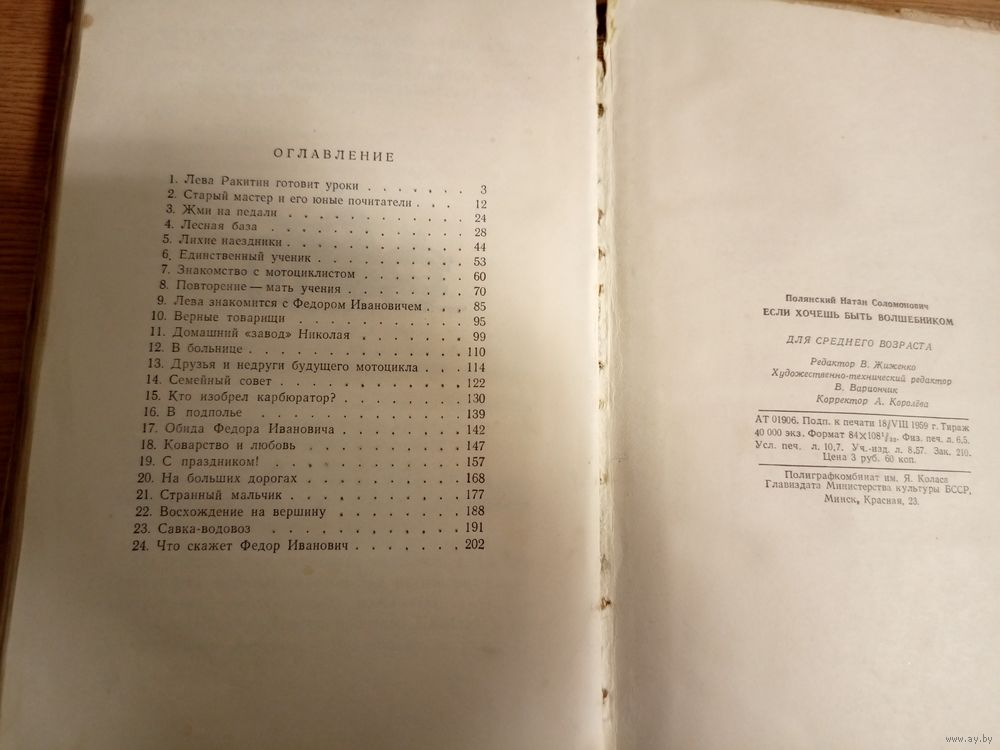 ОГЛАВЛЕНИЕ
1. Лева Ракитин готовит уроки . . . . . . . 3
2. Старый мастер и его юные почитатели . . . 12
3. Жми на педали . . . . . . . . . . . 24
4. Лесная база . . . . . . . . . . . . 28
5. Лихие наездники . . . . . . . . . . . 44
6. Единственный ученик . . . . . . . . . 53
7. Знакомство с мотоциклистом . . . . . . . 60
8. Повторение — мать учения . . . . . . . . 70
9. Лева знакомится с Федором Ивановичем . . . 85
10. Верные товарищи . . . . . . . . . . 95
11. Домашний «завод» Николая . . . . . . . 99
12. В больнице . . . . . . . . . . . . 110
13. Друзья и недруги будущего мотоцикла . . . 114
14. Семейный совет . . . . . . . . . . . 122
15. Кто изобрел карбюратор? . . . . . . . . 130
16. В подполье . . . . . . . . . . . . 139
17. Обида Федора Ивановича . . . . . . . . 142
18. Коварство и любовь . . . . . . . . . . 147
19. С праздником! . . . . . . . . . . . 157
20. На больших дорогах . . . . . . . . . . 168
21. Странный мальчик . . . . . . . . . . 177
22. Восхождение на вершину . . . . . . . . 188
23. Савка-водовоз . . . . . . . . . . . 191
24. Что скажет Федор Иванович . . . . . . . 202
Полянский Натан Соломонович
ЕСЛИ ХОЧЕШЬ БЫТЬ ВОЛШЕБНИКОМ
ДЛЯ СРЕДНЕГО ВОЗРАСТА
Редактор В. Жиженко
Художественно-технический редактор
В. Вариончик
Корректор А. Королёва
АТ 01906. Подп. к печати 18/VIII 1959 г. Тираж
40 000 экз. Формат 84×108¹/₃₂. Физ. печ. л. 6,5.
Усл. печ. л. 10,7. Уч.-изд. л. 8,57. Зак. 210.
Цена 3 руб. 60 коп.
Полиграфкомбинат им. Я. Коласа
Главиздата Министерства культуры БССР.
Минск, Красная, 23.
www.ay.by